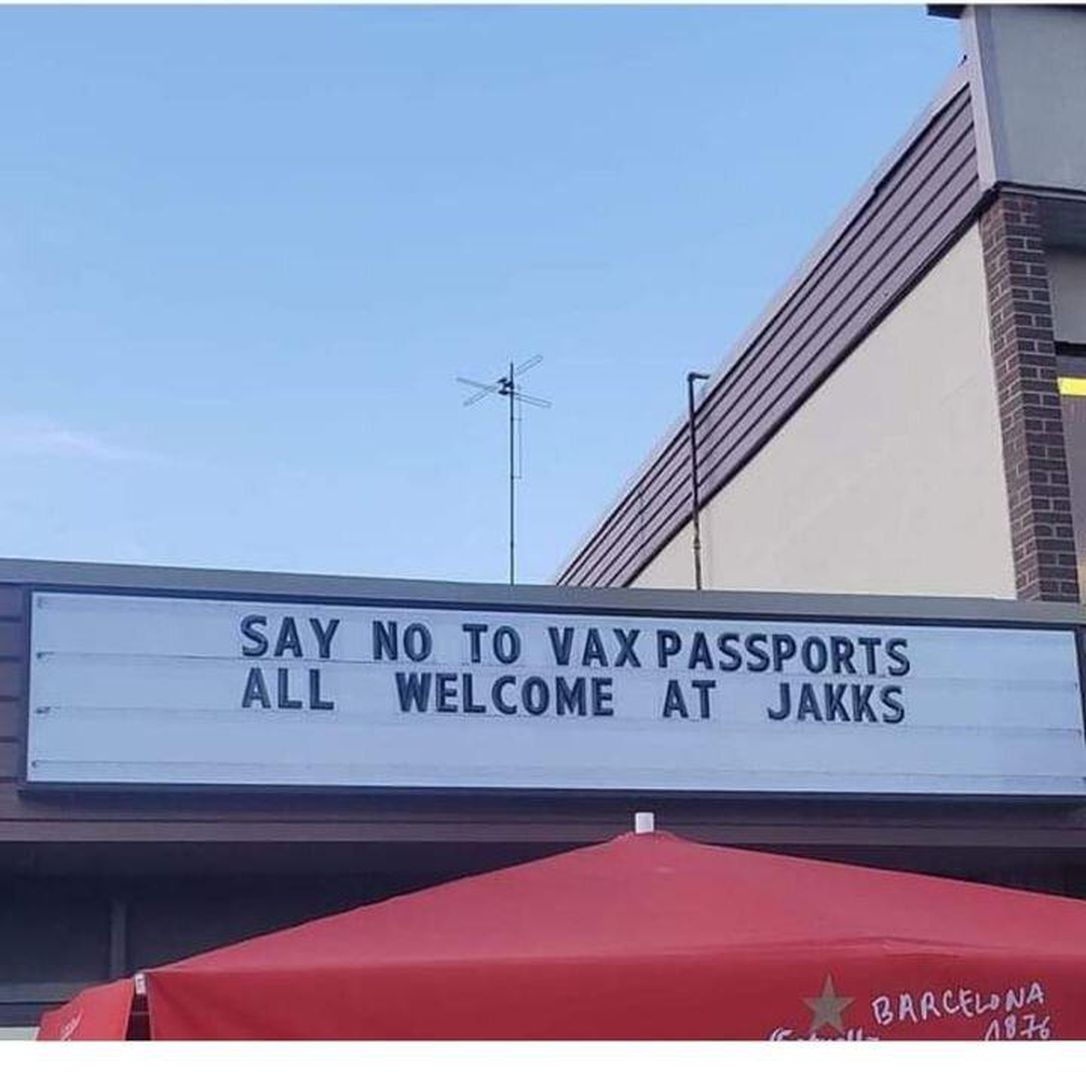 SAY NO TO VAX PASSPORTS
ALL WELCOME AT JAKKS
BARCELONA
1876